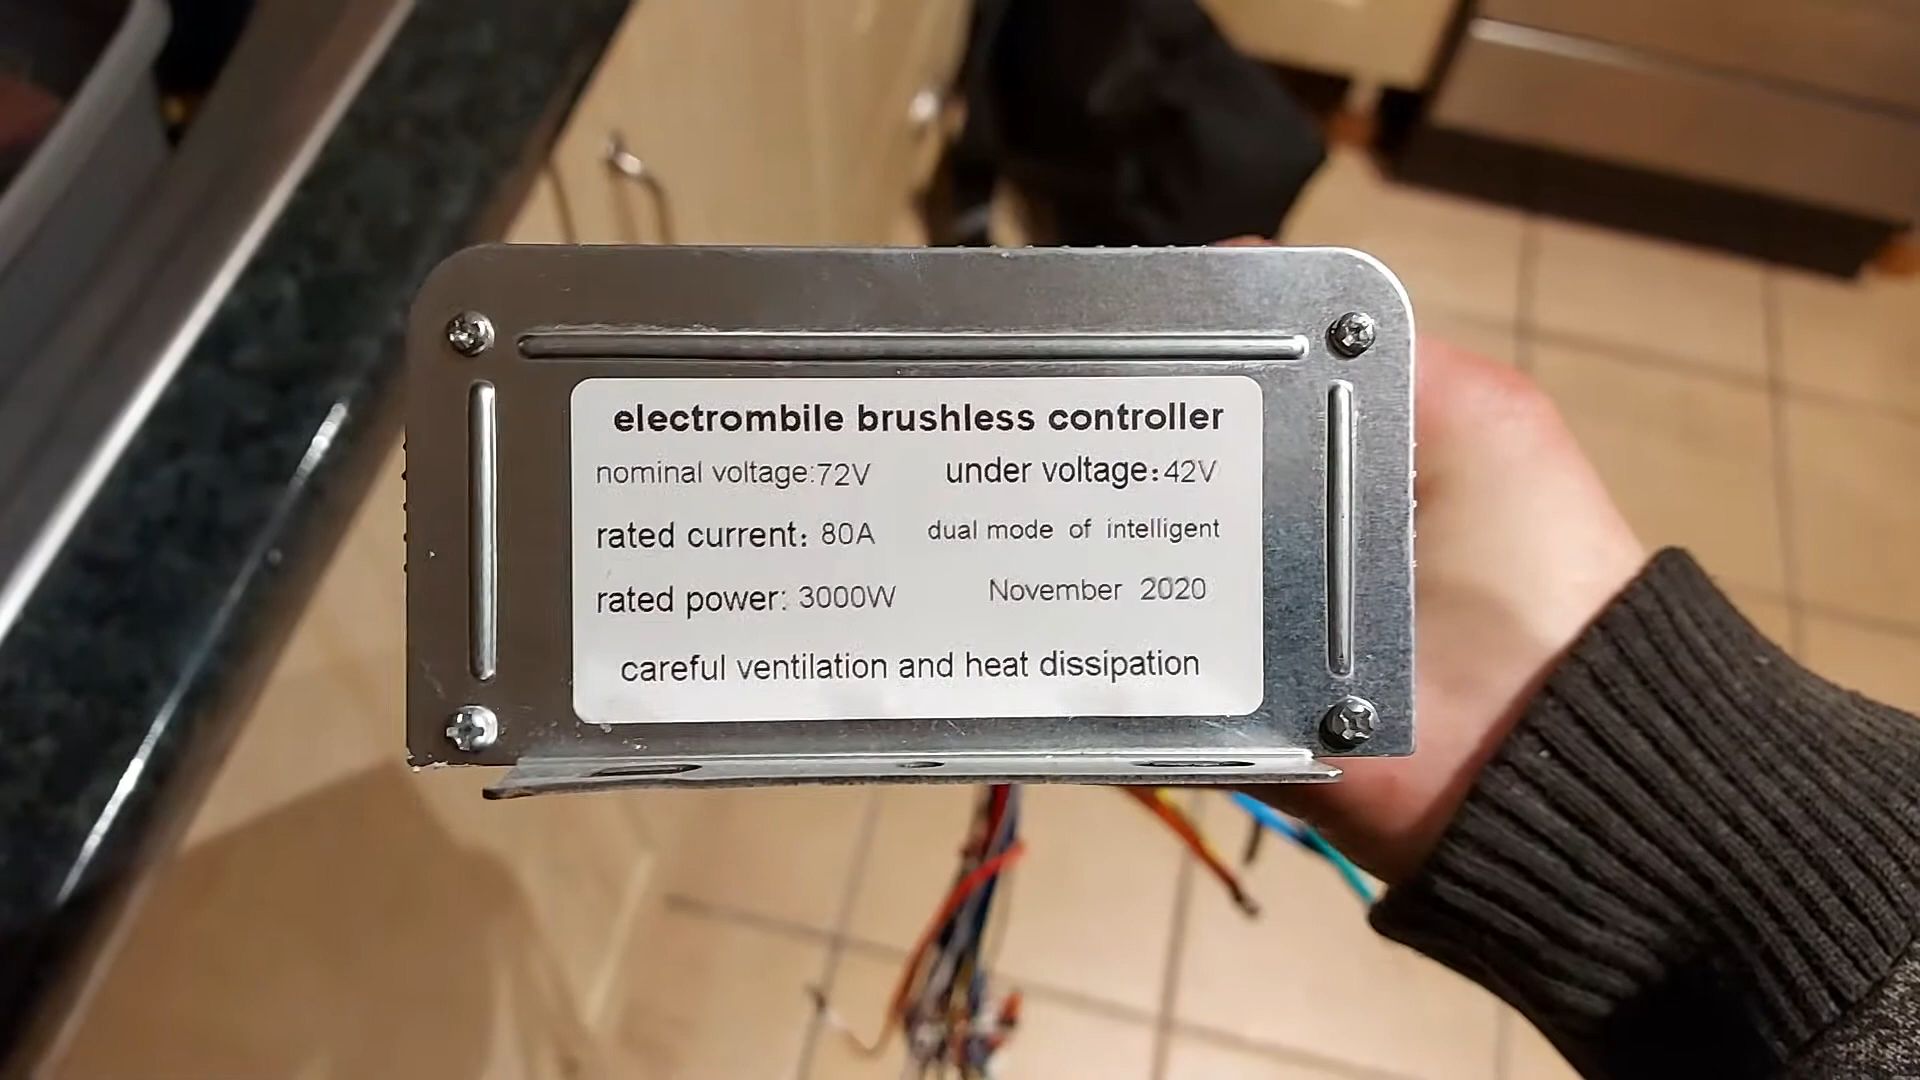 electrombile brushless controller
nominal voltage:72V under voltage:42V
rated current: 80A dual mode of intelligent
rated power: 3000W November 2020
careful ventilation and heat dissipation